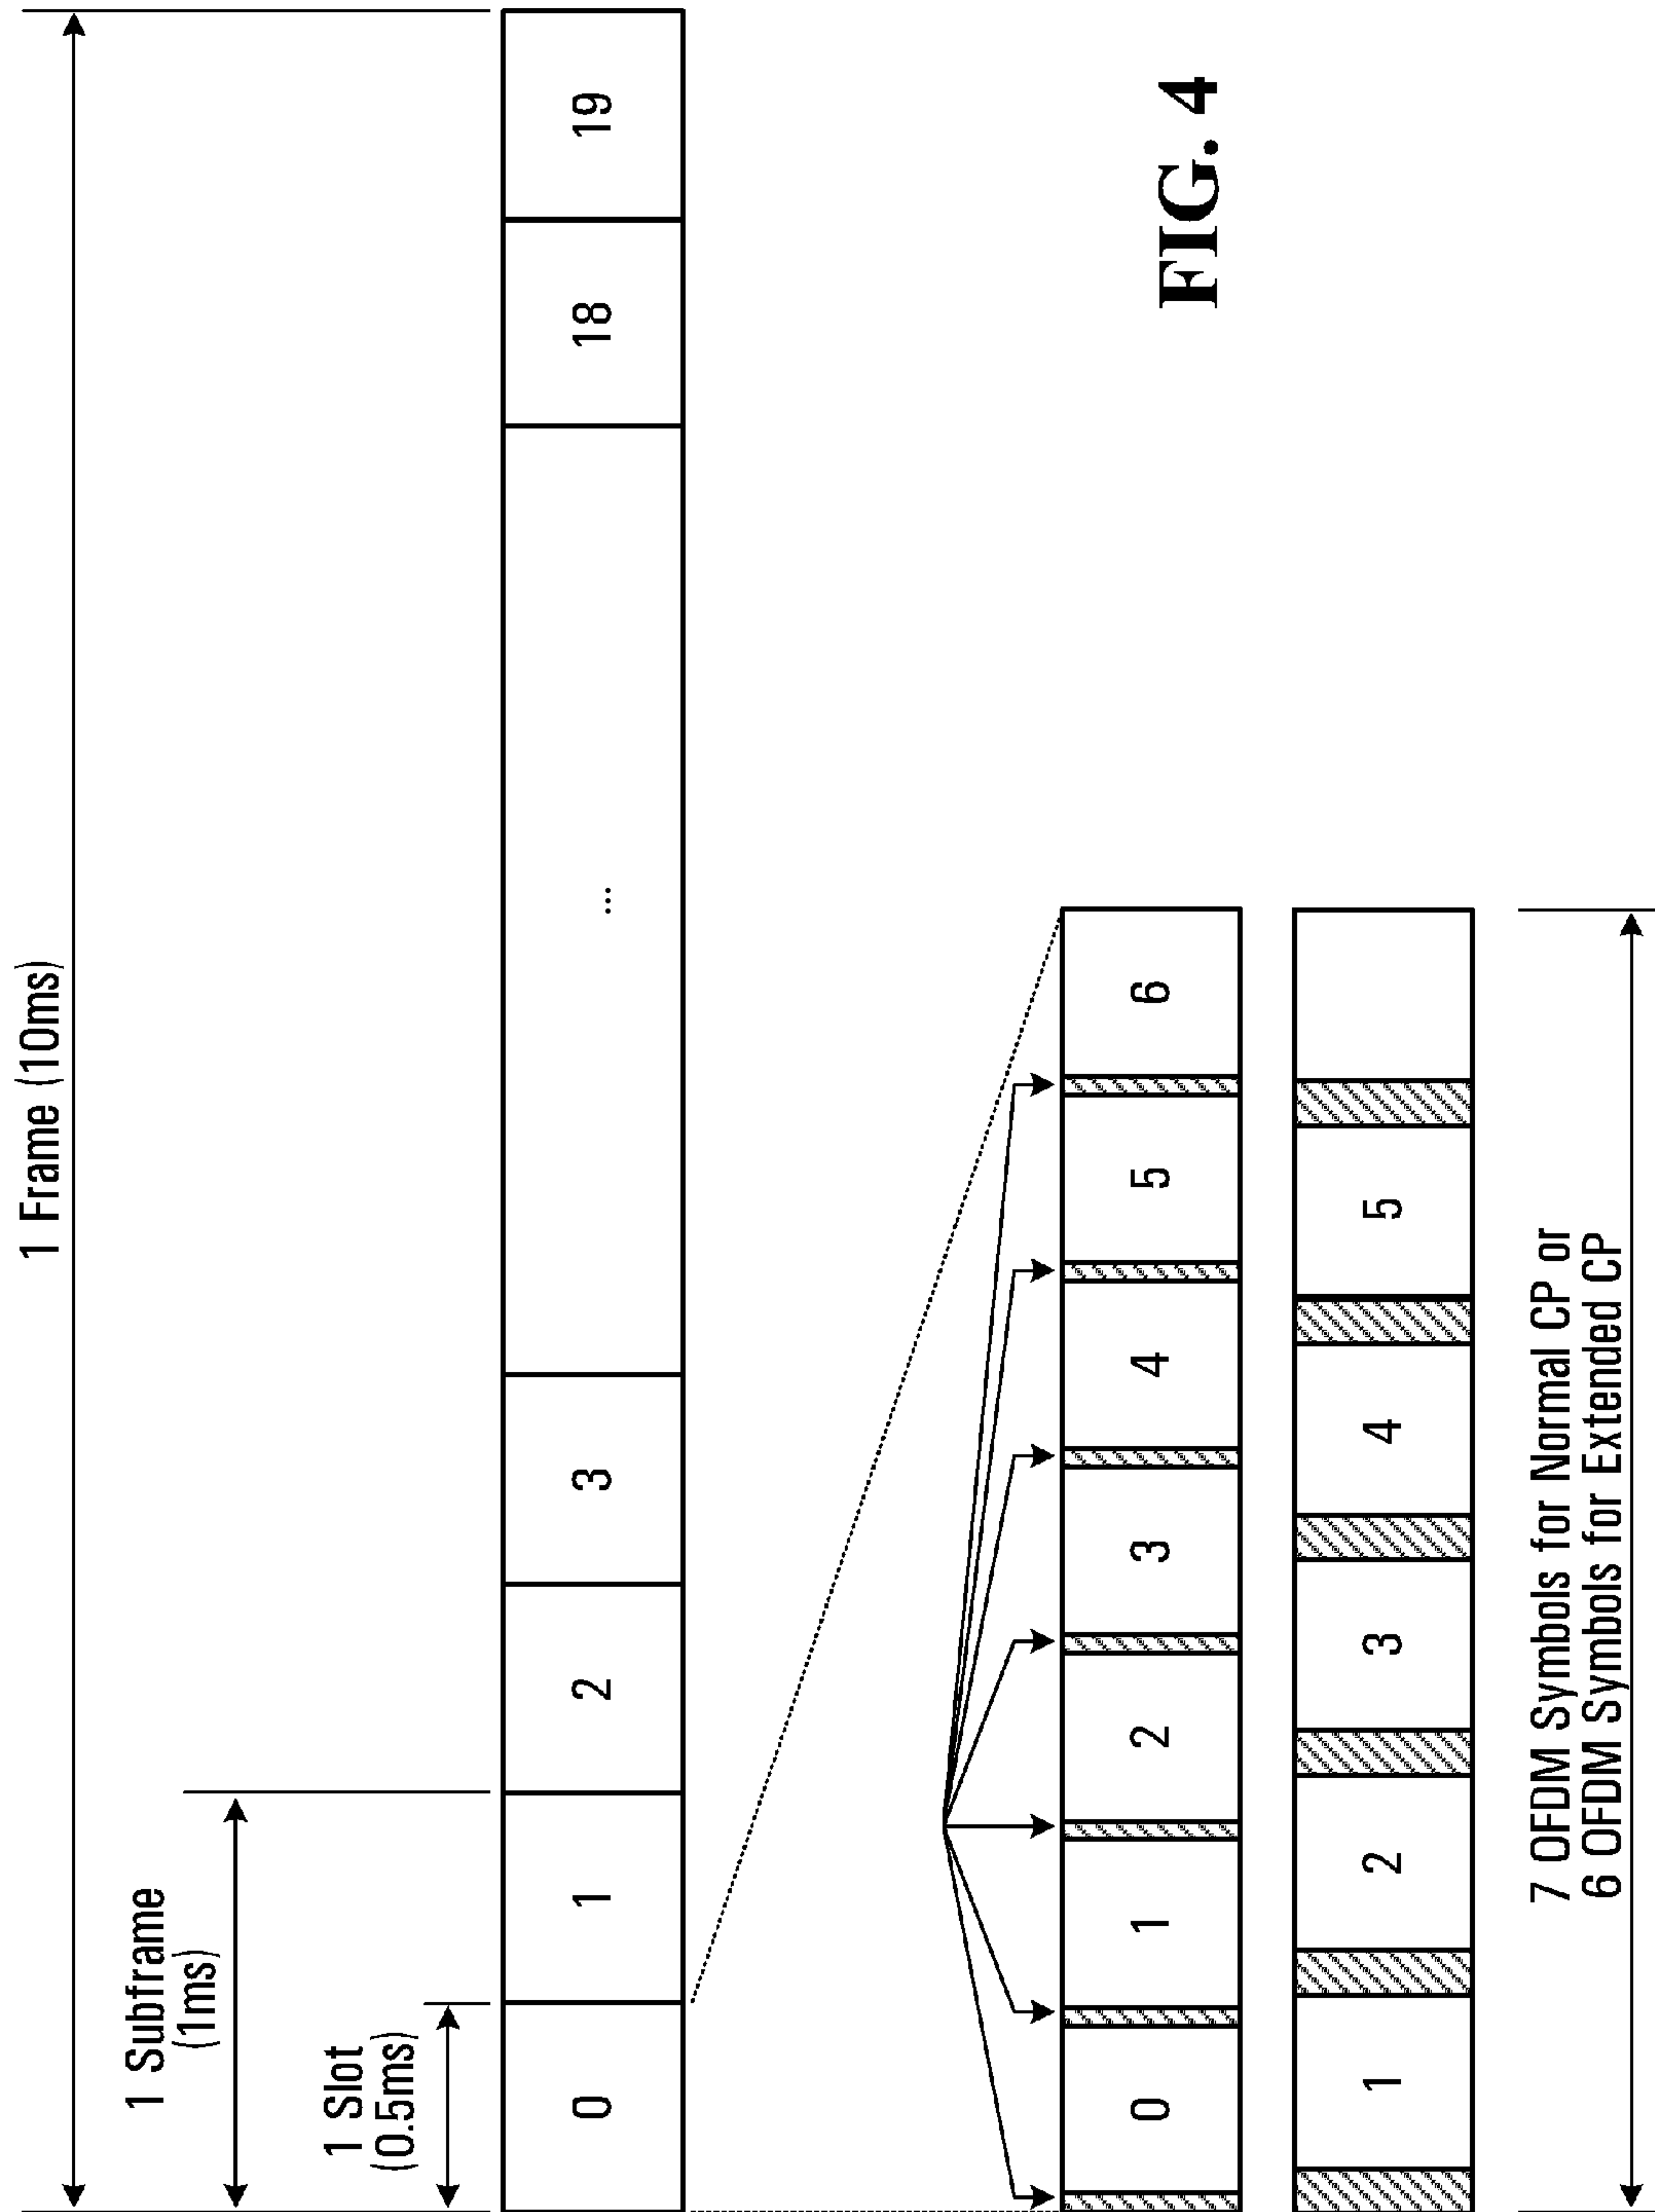 1 Frame (10ms)
1 Subframe
(1ms)
1 Slot
(0.5ms)
0 1 2 3 ... 18 19
0 1 2 3 4 5 6
1 2 3 4 5
7 OFDM Symbols for Normal CP or
6 OFDM Symbols for Extended CP
FIG. 4